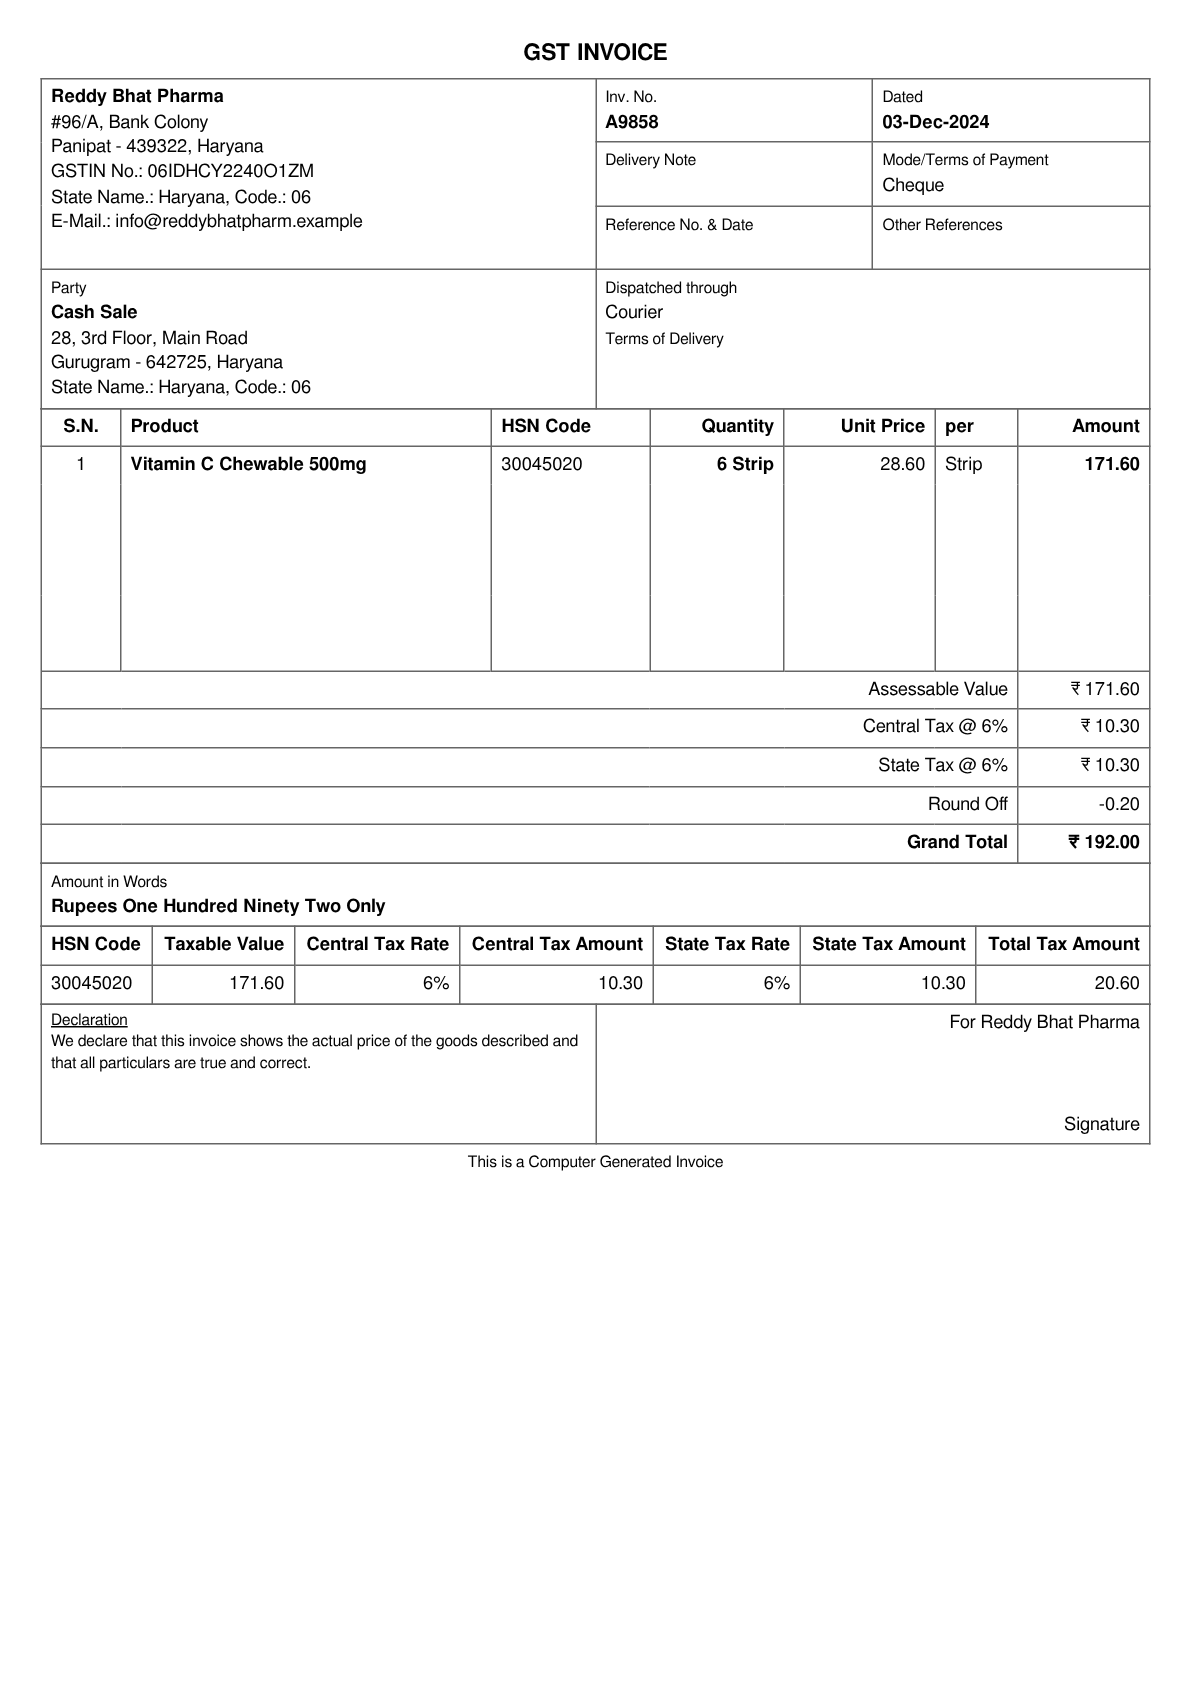 GST INVOICE
Reddy Bhat Pharma
#96/A, Bank Colony
Panipat - 439322, Haryana
GSTIN No.: 06IDHCY2240O1ZM
State Name.: Haryana, Code.: 06
E-Mail.: info@reddybhatpharm.example
Inv. No.
A9858
Dated
03-Dec-2024
Delivery Note
Mode/Terms of Payment
Cheque
Reference No. & Date
Other References
Party
Cash Sale
28, 3rd Floor, Main Road
Gurugram - 642725, Haryana
State Name.: Haryana, Code.: 06
Dispatched through
Courier
Terms of Delivery
S.N. Product HSN Code Quantity Unit Price per Amount
1 Vitamin C Chewable 500mg 30045020 6 Strip 28.60 Strip 171.60
Assessable Value ₹ 171.60
Central Tax @ 6% ₹ 10.30
State Tax @ 6% ₹ 10.30
Round Off -0.20
Grand Total ₹ 192.00
Amount in Words
Rupees One Hundred Ninety Two Only
HSN Code Taxable Value Central Tax Rate Central Tax Amount State Tax Rate State Tax Amount Total Tax Amount
30045020 171.60 6% 10.30 6% 10.30 20.60
Declaration
We declare that this invoice shows the actual price of the goods described and
that all particulars are true and correct.
For Reddy Bhat Pharma
Signature
This is a Computer Generated Invoice